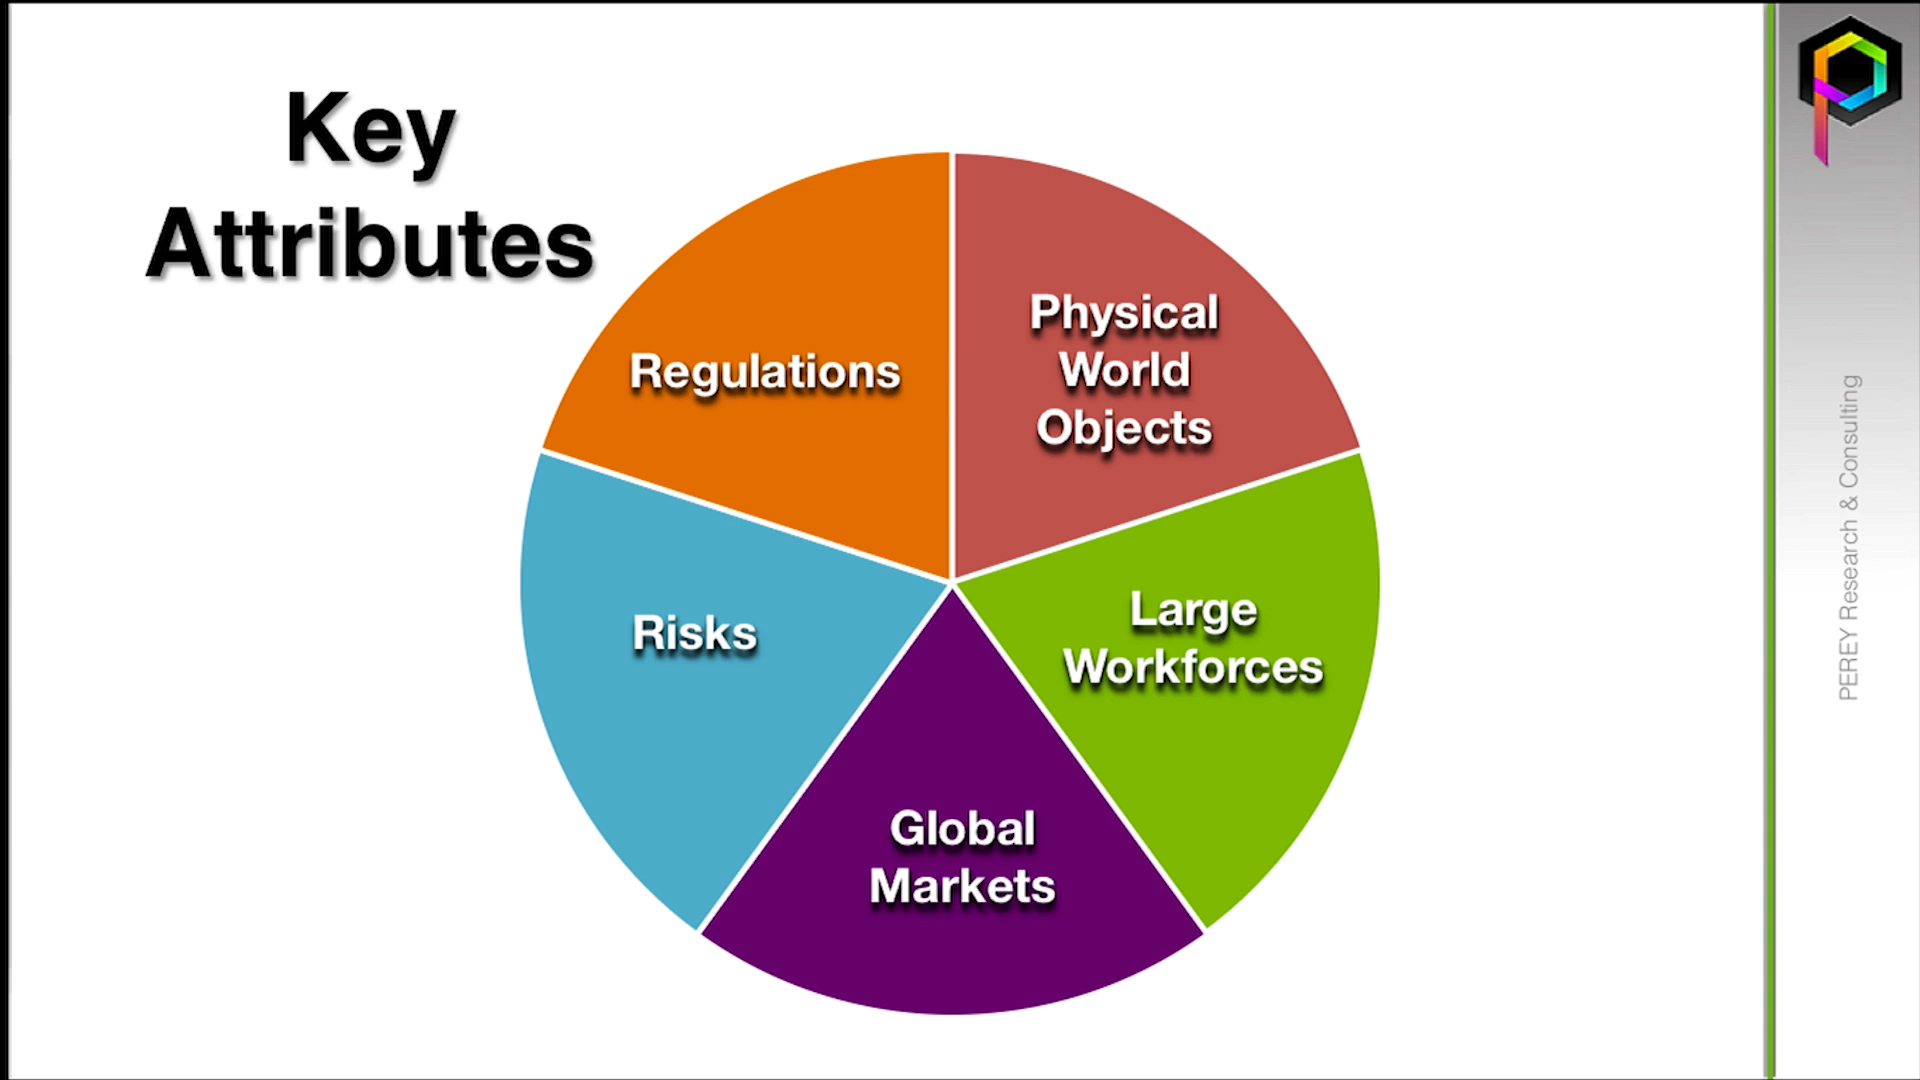 Key
Attributes
Regulations
Physical
World
Objects
Risks
Large
Workforces
Global
Markets
PEREY Research & Consulting